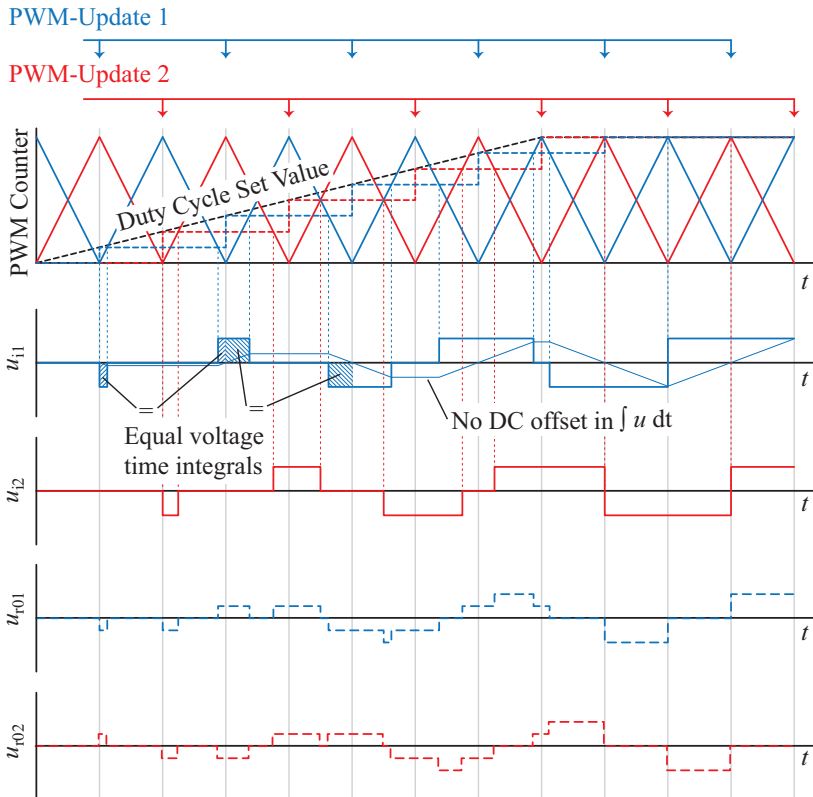 PWM-Update 1
PWM-Update 2
PWM Counter
Duty Cycle Set Value
t
u_i1
t
=
=
Equal voltage
time integrals
No DC offset in ∫ u dt
u_i2
t
u_r01
t
u_r02
t